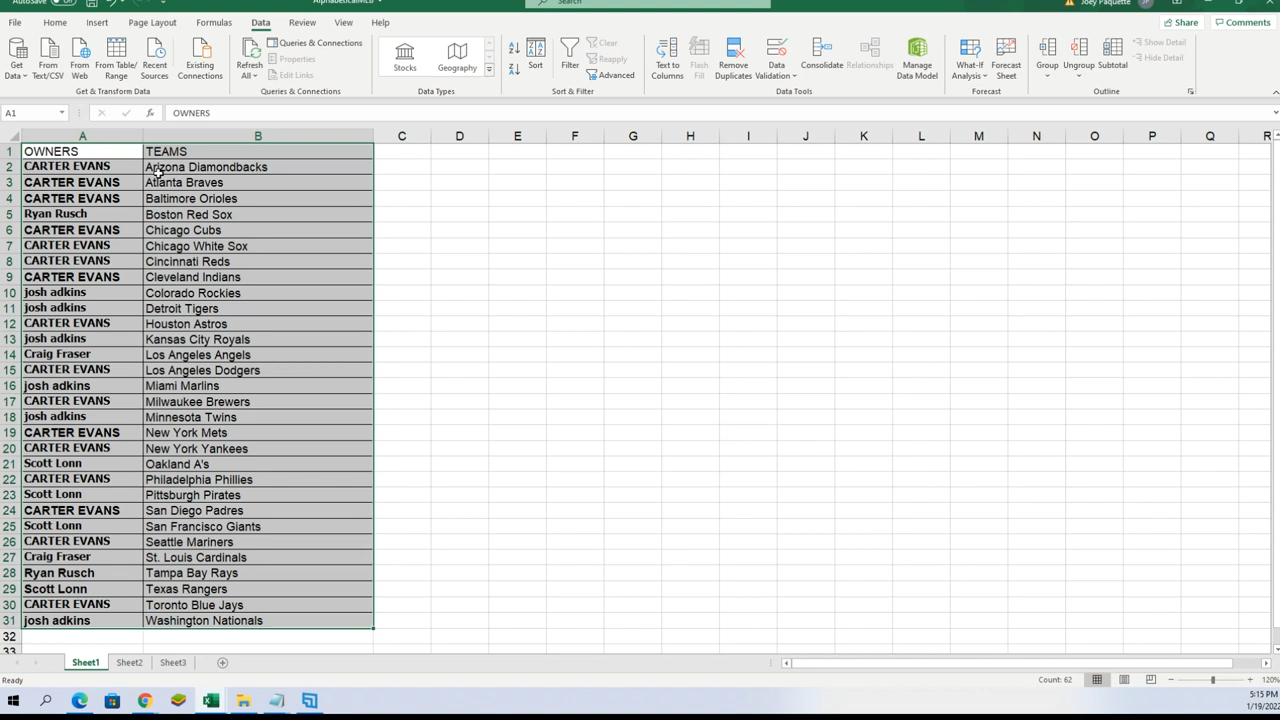 AutoSave Off AlphabeticalMLB Search Joey Paquette JP
File Home Insert Page Layout Formulas Data Review View Help Share Comments
Get Data From Text/CSV From Web From Table/Range Recent Sources Existing Connections Refresh All Queries & Connections Properties Edit Links Stocks Geography Sort Filter Clear Reapply Advanced Text to Columns Flash Fill Remove Duplicates Data Validation Consolidate Relationships Manage Data Model What-If Analysis Forecast Sheet Group Ungroup Subtotal Show Detail Hide Detail
Get & Transform Data Queries & Connections Data Types Sort & Filter Data Tools Forecast Outline
A1 fx OWNERS
A B C D E F G H I J K L M N O P Q R
1 OWNERS TEAMS
2 CARTER EVANS Arizona Diamondbacks
3 CARTER EVANS Atlanta Braves
4 CARTER EVANS Baltimore Orioles
5 Ryan Rusch Boston Red Sox
6 CARTER EVANS Chicago Cubs
7 CARTER EVANS Chicago White Sox
8 CARTER EVANS Cincinnati Reds
9 CARTER EVANS Cleveland Indians
10 josh adkins Colorado Rockies
11 josh adkins Detroit Tigers
12 CARTER EVANS Houston Astros
13 josh adkins Kansas City Royals
14 Craig Fraser Los Angeles Angels
15 CARTER EVANS Los Angeles Dodgers
16 josh adkins Miami Marlins
17 CARTER EVANS Milwaukee Brewers
18 josh adkins Minnesota Twins
19 CARTER EVANS New York Mets
20 CARTER EVANS New York Yankees
21 Scott Lonn Oakland A's
22 CARTER EVANS Philadelphia Phillies
23 Scott Lonn Pittsburgh Pirates
24 CARTER EVANS San Diego Padres
25 Scott Lonn San Francisco Giants
26 CARTER EVANS Seattle Mariners
27 Craig Fraser St. Louis Cardinals
28 Ryan Rusch Tampa Bay Rays
29 Scott Lonn Texas Rangers
30 CARTER EVANS Toronto Blue Jays
31 josh adkins Washington Nationals
32
33
Sheet1 Sheet2 Sheet3
Ready Count: 62 120%
5:15 PM
1/19/2022